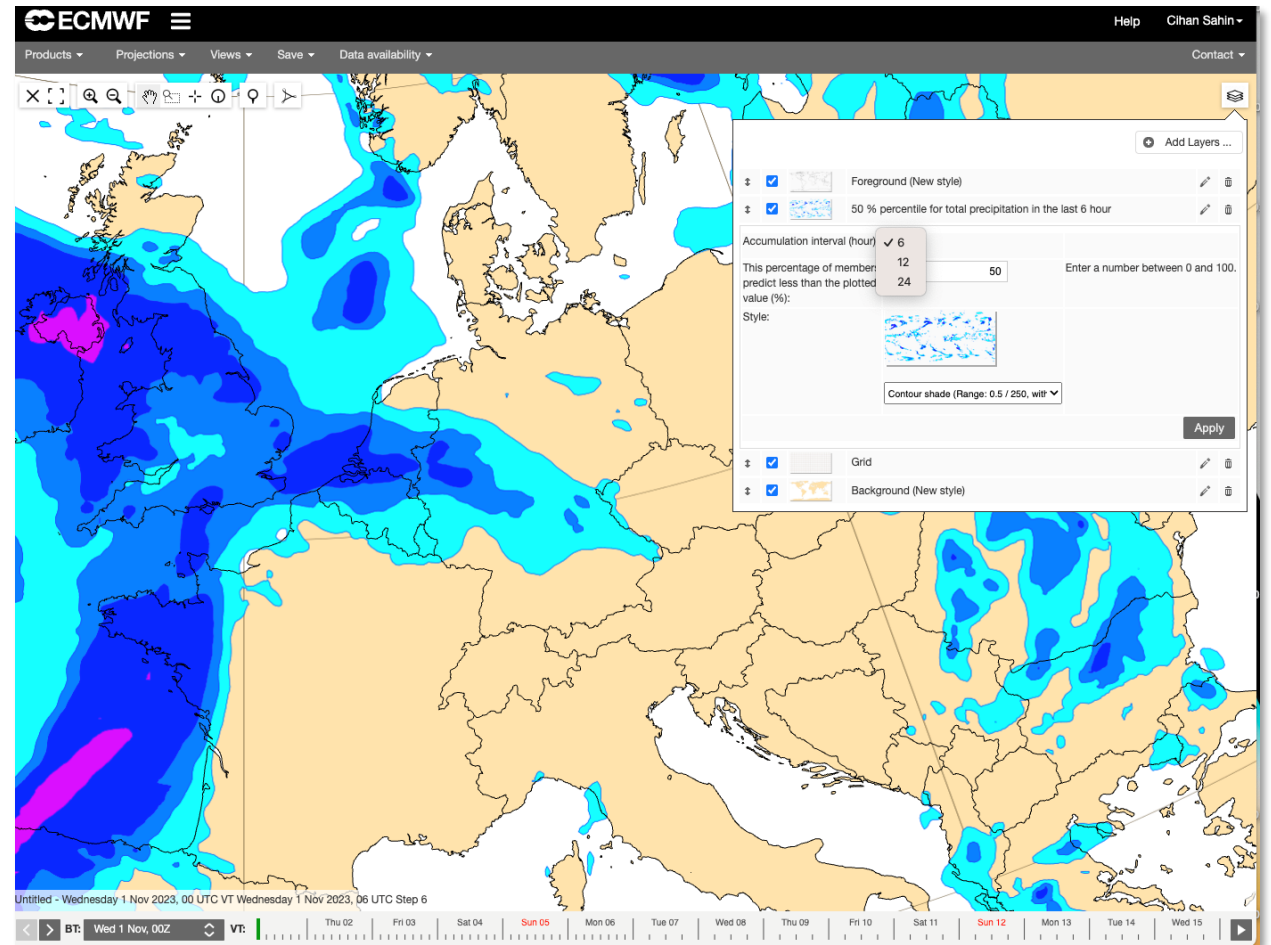 ECMWF
Help Cihan Sahin
Products Projections Views Save Data availability Contact
Add Layers ...
Foreground (New style)
50 % percentile for total precipitation in the last 6 hour
Accumulation interval (hour)
6
12
24
This percentage of members
predict less than the plotted
value (%):
50
Enter a number between 0 and 100.
Style:
Contour shade (Range: 0.5 / 250, with
Apply
Grid
Background (New style)
Untitled - Wednesday 1 Nov 2023, 00 UTC VT Wednesday 1 Nov 2023, 06 UTC Step 6
BT: Wed 1 Nov, 00Z VT: Thu 02 Fri 03 Sat 04 Sun 05 Mon 06 Tue 07 Wed 08 Thu 09 Fri 10 Sat 11 Sun 12 Mon 13 Tue 14 Wed 15